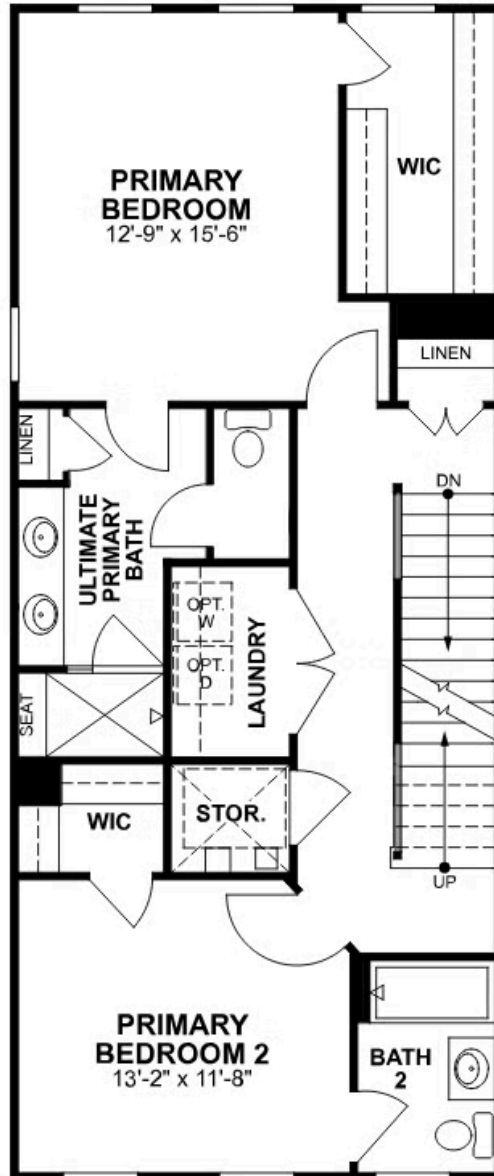 PRIMARY
BEDROOM
12'-9" x 15'-6"
WIC
LINEN
LINEN
DN
ULTIMATE
PRIMARY
BATH
OPT.
W
OPT.
D
LAUNDRY
SEAT
WIC
STOR.
UP
PRIMARY
BEDROOM 2
13'-2" x 11'-8"
BATH
2